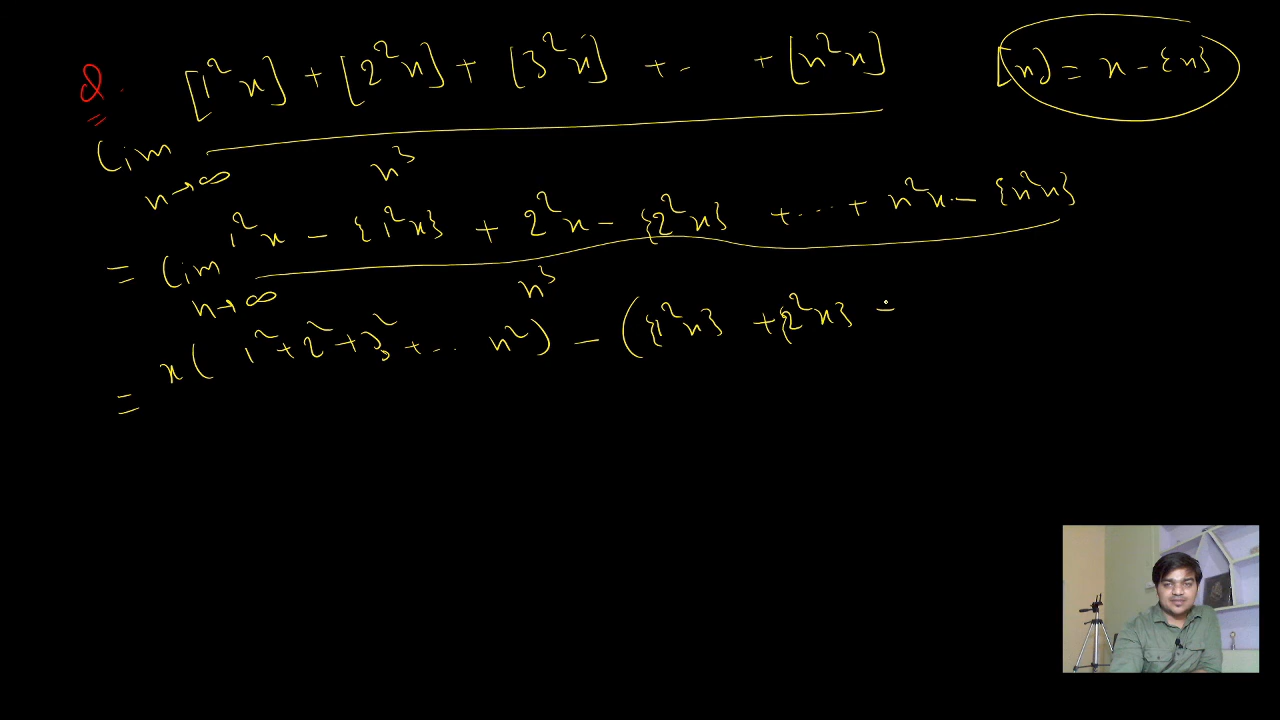 Q. [1²x] + [2²x] + [3²x] +.. + [n²x]
[x] = x - {x}
lim n→∞
n³
1²x - {1²x} + 2²x - {2²x} +...+ n²x - {n²x}
= lim n→∞
n³
x( 1²+2²+3²+... n²) - ({1²x} +{2²x} -
=